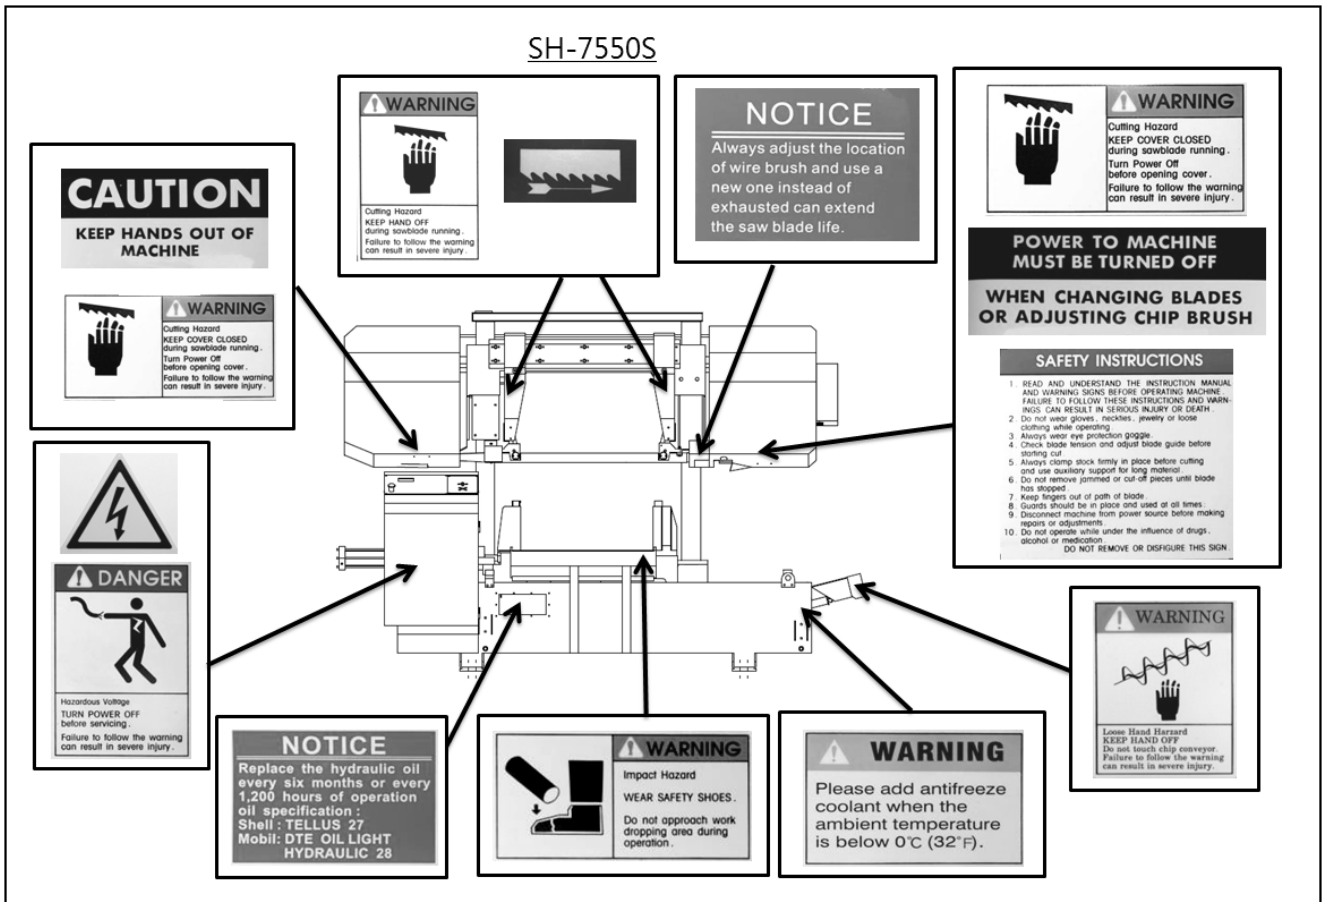 SH-7550S
CAUTION
KEEP HANDS OUT OF
MACHINE
WARNING
Cutting Hazard
KEEP COVER CLOSED
during sawblade running.
Turn Power Off
before opening cover.
Failure to follow the warning
can result in severe injury.
WARNING
Cutting Hazard
KEEP HAND OFF
during sawblade running.
Failure to follow the warning
can result in severe injury.
NOTICE
Always adjust the location
of wire brush and use a
new one instead of
exhausted can extend
the saw blade life.
WARNING
Cutting Hazard
KEEP COVER CLOSED
during sawblade running.
Turn Power Off
before opening cover.
Failure to follow the warning
can result in severe injury.
POWER TO MACHINE
MUST BE TURNED OFF
WHEN CHANGING BLADES
OR ADJUSTING CHIP BRUSH
SAFETY INSTRUCTIONS
1. READ AND UNDERSTAND THE INSTRUCTION MANUAL
AND WARNING SIGNS BEFORE OPERATING MACHINE.
FAILURE TO FOLLOW THESE INSTRUCTIONS AND WARN-
INGS CAN RESULT IN SERIOUS INJURY OR DEATH.
2. Do not wear gloves, neckties, jewelry or loose
clothing while operating.
3. Always wear eye protection goggle.
4. Check blade tension and adjust blade guide before
starting cut
5. Always clamp stock firmly in place before cutting
and use auxiliary support for long material.
6. Do not remove jammed or cut-off pieces until blade
has stopped.
7. Keep fingers out of path of blade.
8. Guards should be in place and used at all times.
9. Disconnect machine from power source before making
repairs or adjustments
10. Do not operate while under the influence of drugs,
alcohol or medication.
DO NOT REMOVE OR DISFIGURE THIS SIGN.
DANGER
Hazardous Voltage
TURN POWER OFF
before servicing.
Failure to follow the warning
can result in severe injury.
NOTICE
Replace the hydraulic oil
every six months or every
1,200 hours of operation
oil specification :
Shell : TELLUS 27
Mobil: DTE OIL LIGHT
HYDRAULIC 28
WARNING
Impact Hazard
WEAR SAFETY SHOES.
Do not approach work
dropping area during
operation.
WARNING
Please add antifreeze
coolant when the
ambient temperature
is below 0℃ (32°F).
WARNING
Loose Hand Harzard
KEEP HAND OFF
Do not touch chip conveyor.
Failure to follow the warning
can result in severe injury.